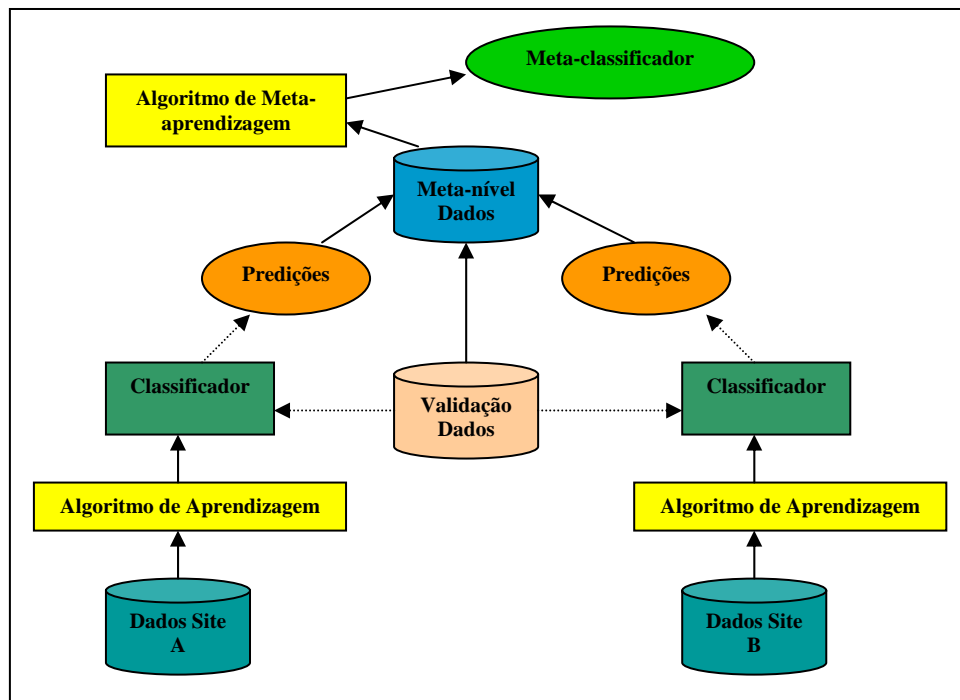 Meta-classificador
Algoritmo de Meta-
aprendizagem
Meta-nível
Dados
Predições
Predições
Classificador
Validação
Dados
Classificador
Algoritmo de Aprendizagem
Algoritmo de Aprendizagem
Dados Site
A
Dados Site
B